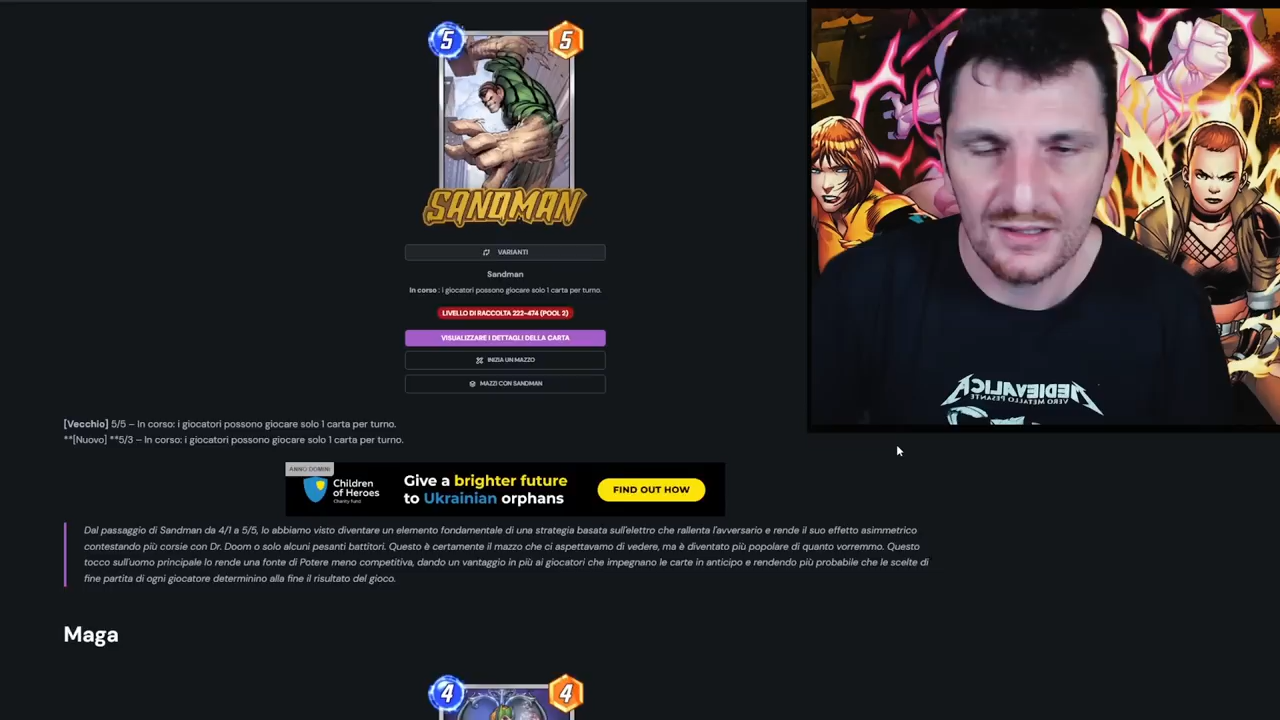 5 5
SANDMAN
VARIANTI
Sandman
In corso : i giocatori possono giocare solo 1 carta per turno.
LIVELLO DI RACCOLTA 222-474 (POOL 2)
VISUALIZZARE I DETTAGLI DELLA CARTA
INIZIA UN MAZZO
MAZZI CON SANDMAN
[Vecchio] 5/5 – In corso: i giocatori possono giocare solo 1 carta per turno.
**[Nuovo] **5/3 – In corso: i giocatori possono giocare solo 1 carta per turno.
ANNO DOMINI
Children of Heroes
Charity Fund
Give a brighter future
to Ukrainian orphans
FIND OUT HOW
Dal passaggio di Sandman da 4/1 a 5/5, lo abbiamo visto diventare un elemento fondamentale di una strategia basata sull'elettro che rallenta l'avversario e rende il suo effetto asimmetrico
contestando più corsie con Dr. Doom o solo alcuni pesanti battitori. Questo è certamente il mazzo che ci aspettavamo di vedere, ma è diventato più popolare di quanto vorremmo. Questo
tocco sull'uomo principale lo rende una fonte di Potere meno competitiva, dando un vantaggio in più ai giocatori che impegnano le carte in anticipo e rendendo più probabile che le scelte di
fine partita di ogni giocatore determinino alla fine il risultato del gioco.
Maga
4 4
MEDIEVALICA
VERO METALLO PESANTE